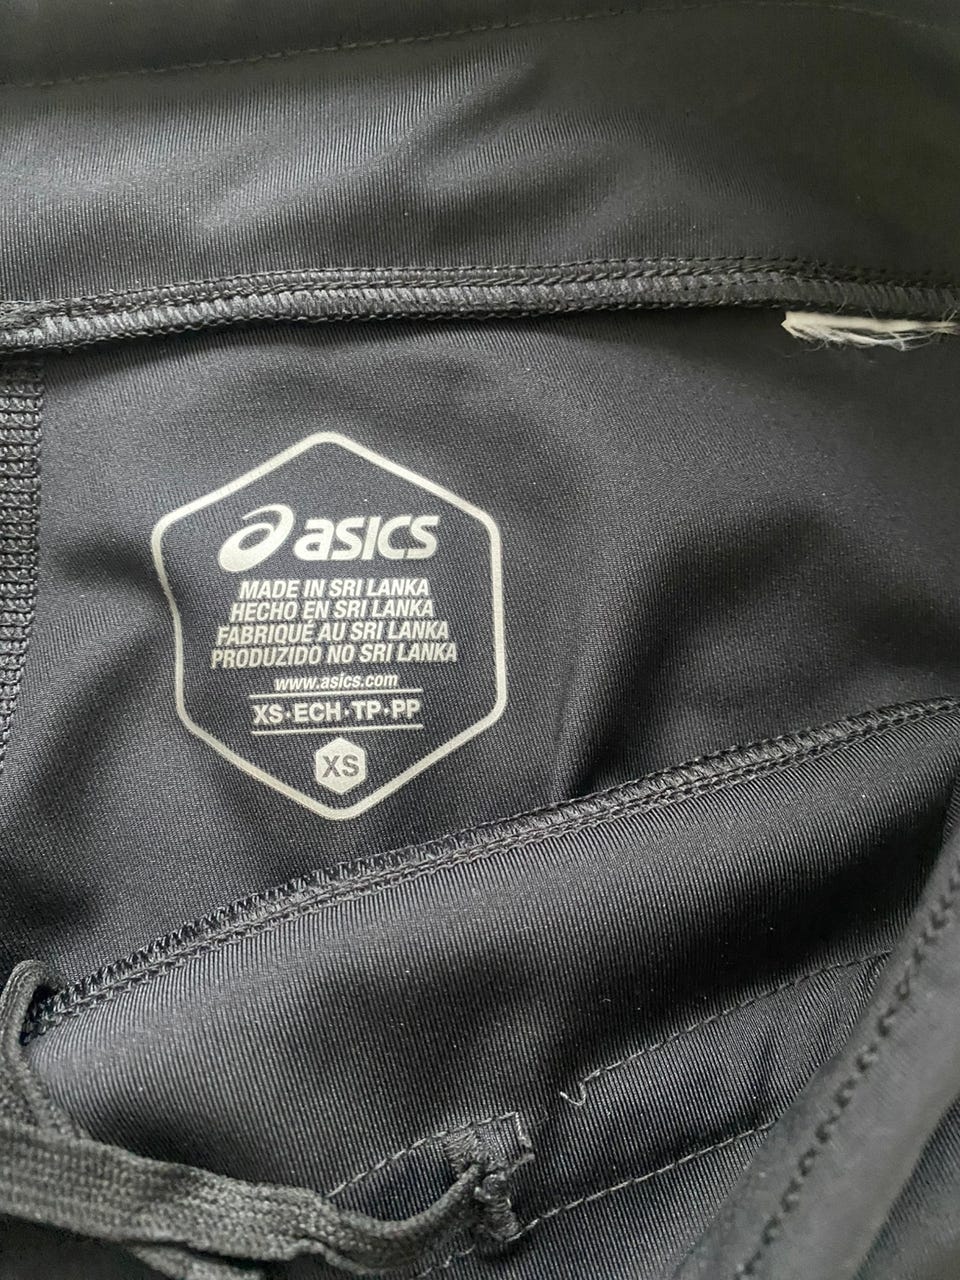 asics
MADE IN SRI LANKA
HECHO EN SRI LANKA
FABRIQUÉ AU SRI LANKA
PRODUZIDO NO SRI LANKA
www.asics.com
XS·ECH·TP·PP
XS